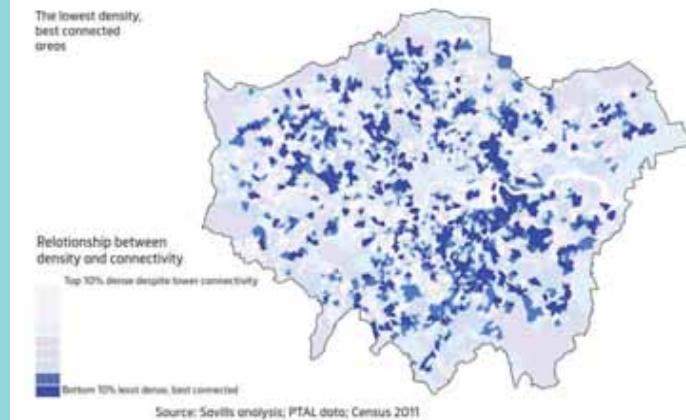 The lowest density,
best connected
areas
Relationship between
density and connectivity
Top 10% dense despite lower connectivity
Bottom 10% least dense, best connected
Source: Savills analysis; PTAL data; Census 2011